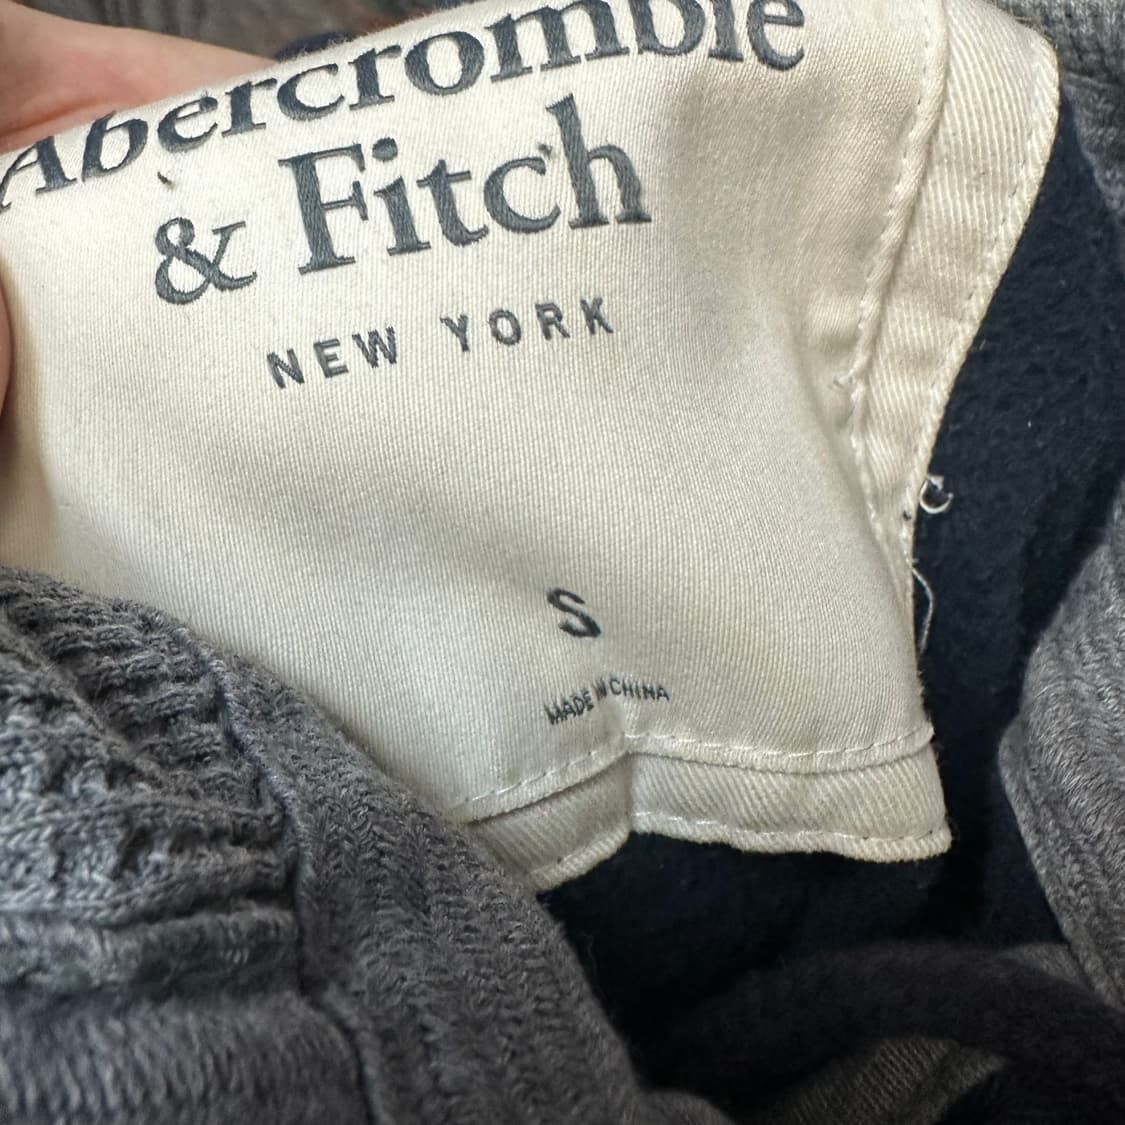 Abercrombie
& Fitch
NEW YORK
S
MADE IN CHINA